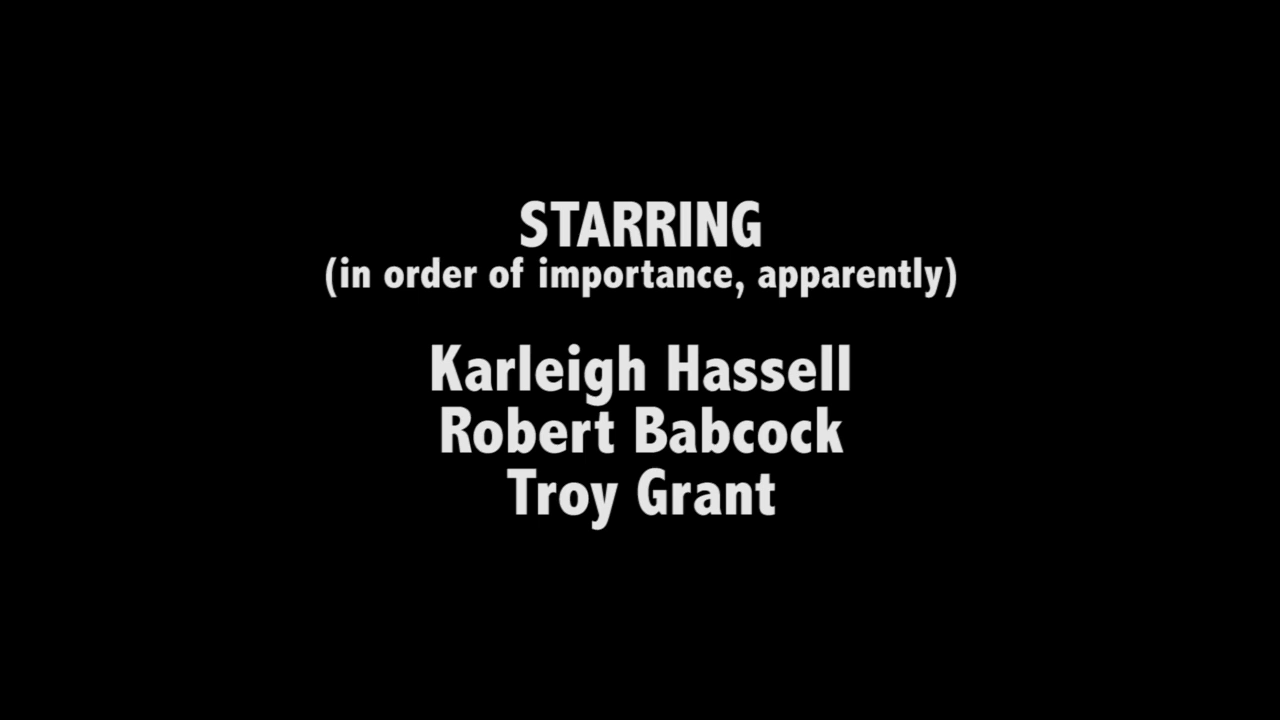 STARRING
(in order of importance, apparently)
Karleigh Hassell
Robert Babcock
Troy Grant